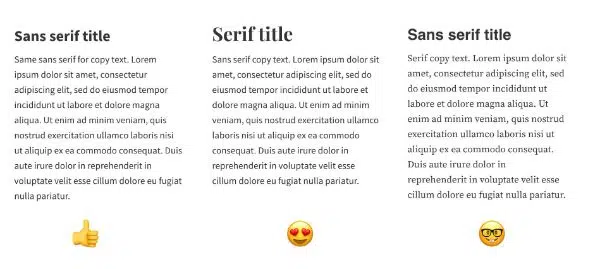 Sans serif title
Same sans serif for copy text. Lorem
ipsum dolor sit amet, consectetur
adipiscing elit, sed do eiusmod tempor
incididunt ut labore et dolore magna
aliqua. Ut enim ad minim veniam, quis
nostrud exercitation ullamco laboris nisi
ut aliquip ex ea commodo consequat. Duis
aute irure dolor in reprehenderit in
voluptate velit esse cillum dolore eu fugiat
nulla pariatur.
Serif title
Sans serif copy text. Lorem ipsum dolor
sit amet, consectetur adipiscing elit, sed do
eiusmod tempor incididunt ut labore et
dolore magna aliqua. Ut enim ad minim
veniam, quis nostrud exercitation ullamco
laboris nisi ut aliquip ex ea commodo
consequat. Duis aute irure dolor in
reprehenderit in voluptate velit esse
cillum dolore eu fugiat nulla pariatur.
Sans serif title
Serif copy text. Lorem ipsum dolor sit
amet, consectetur adipiscing elit, sed
do eiusmod tempor incididunt ut
labore et dolore magna aliqua. Ut
enim ad minim veniam, quis nostrud
exercitation ullamco laboris nisi ut
aliquip ex ea commodo consequat.
Duis aute irure dolor in
reprehenderit in voluptate velit esse
cillum dolore eu fugiat nulla pariatur.